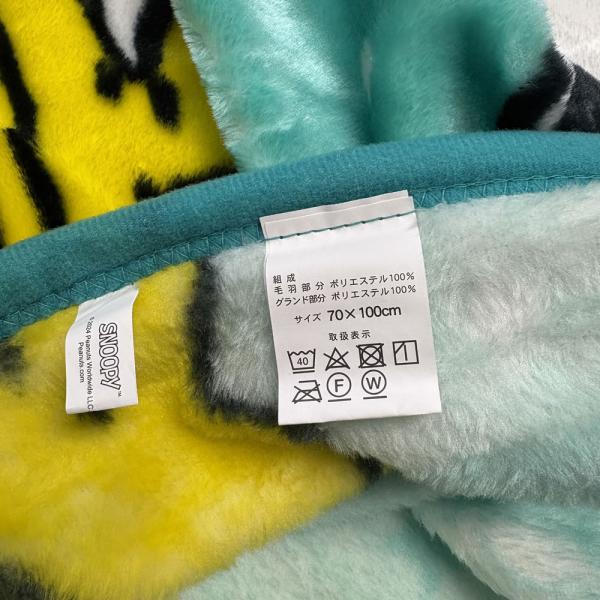 組成
毛羽部分 ポリエステル100%
グランド部分 ポリエステル100%
サイズ 70×100cm
取扱表示
40
F W
SNOOPY™
©2024 Peanuts Worldwide LLC
Peanuts.com